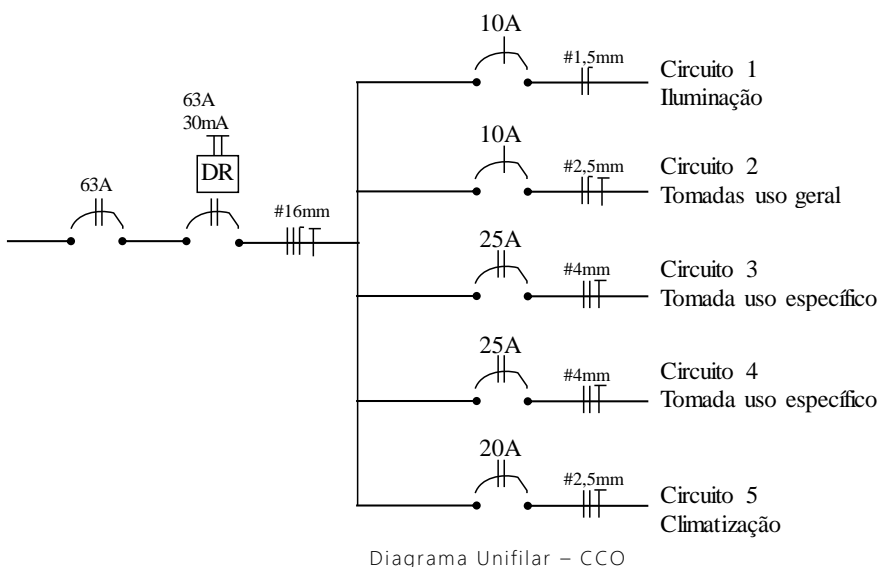 63A
63A
30mA
DR
#16mm
10A
#1,5mm
Circuito 1
Iluminação
10A
#2,5mm
Circuito 2
Tomadas uso geral
25A
#4mm
Circuito 3
Tomada uso específico
25A
#4mm
Circuito 4
Tomada uso específico
20A
#2,5mm
Circuito 5
Climatização
Diagrama Unifilar – CCO